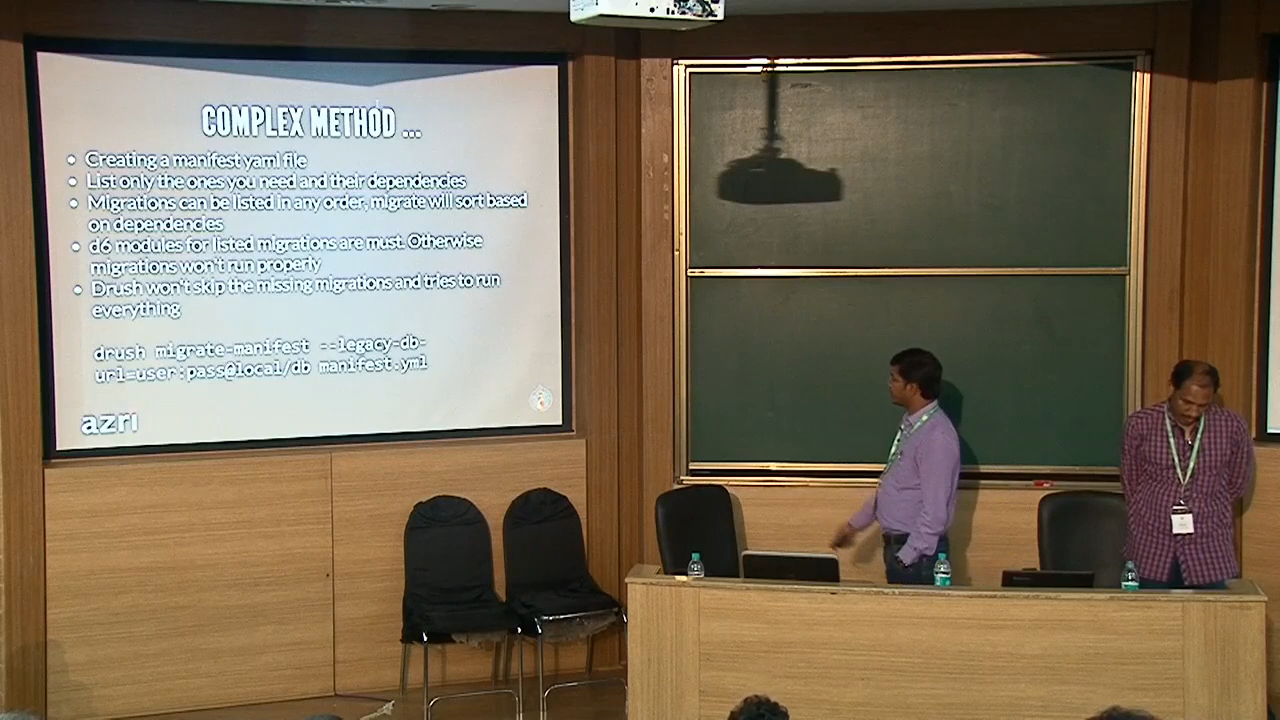 COMPLEX METHOD ...
Creating a manifest yaml file
List only the ones you need and their dependencies
Migrations can be listed in any order, migrate will sort based
on dependencies
d6 modules for listed migrations are must. Otherwise
migrations won't run properly
Drush won't skip the missing migrations and tries to run
everything
drush migrate-manifest --legacy-db-
url=user:pass@local/db manifest.yml
azri